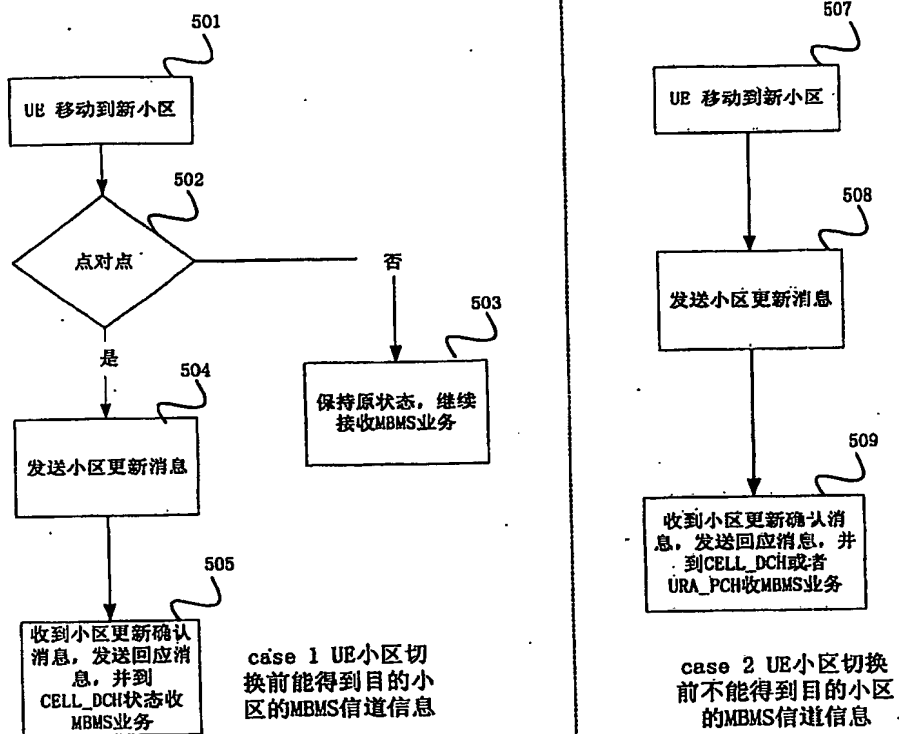 501
UE 移动到新小区
502
点对点
否
503
保持原状态，继续
接收MBMS业务
是
504
发送小区更新消息
505
收到小区更新确认
消息，发送回应消
息，并到
CELL_DCH状态收
MBMS业务
case 1 UE小区切
换前能得到目的小
区的MBMS信道信息
507
UE 移动到新小区
508
发送小区更新消息
509
收到小区更新确认消
息，发送回应消息，并
到CELL_DCH或者
URA_PCH收MBMS业务
case 2 UE小区切换
前不能得到目的小区
的MBMS信道信息